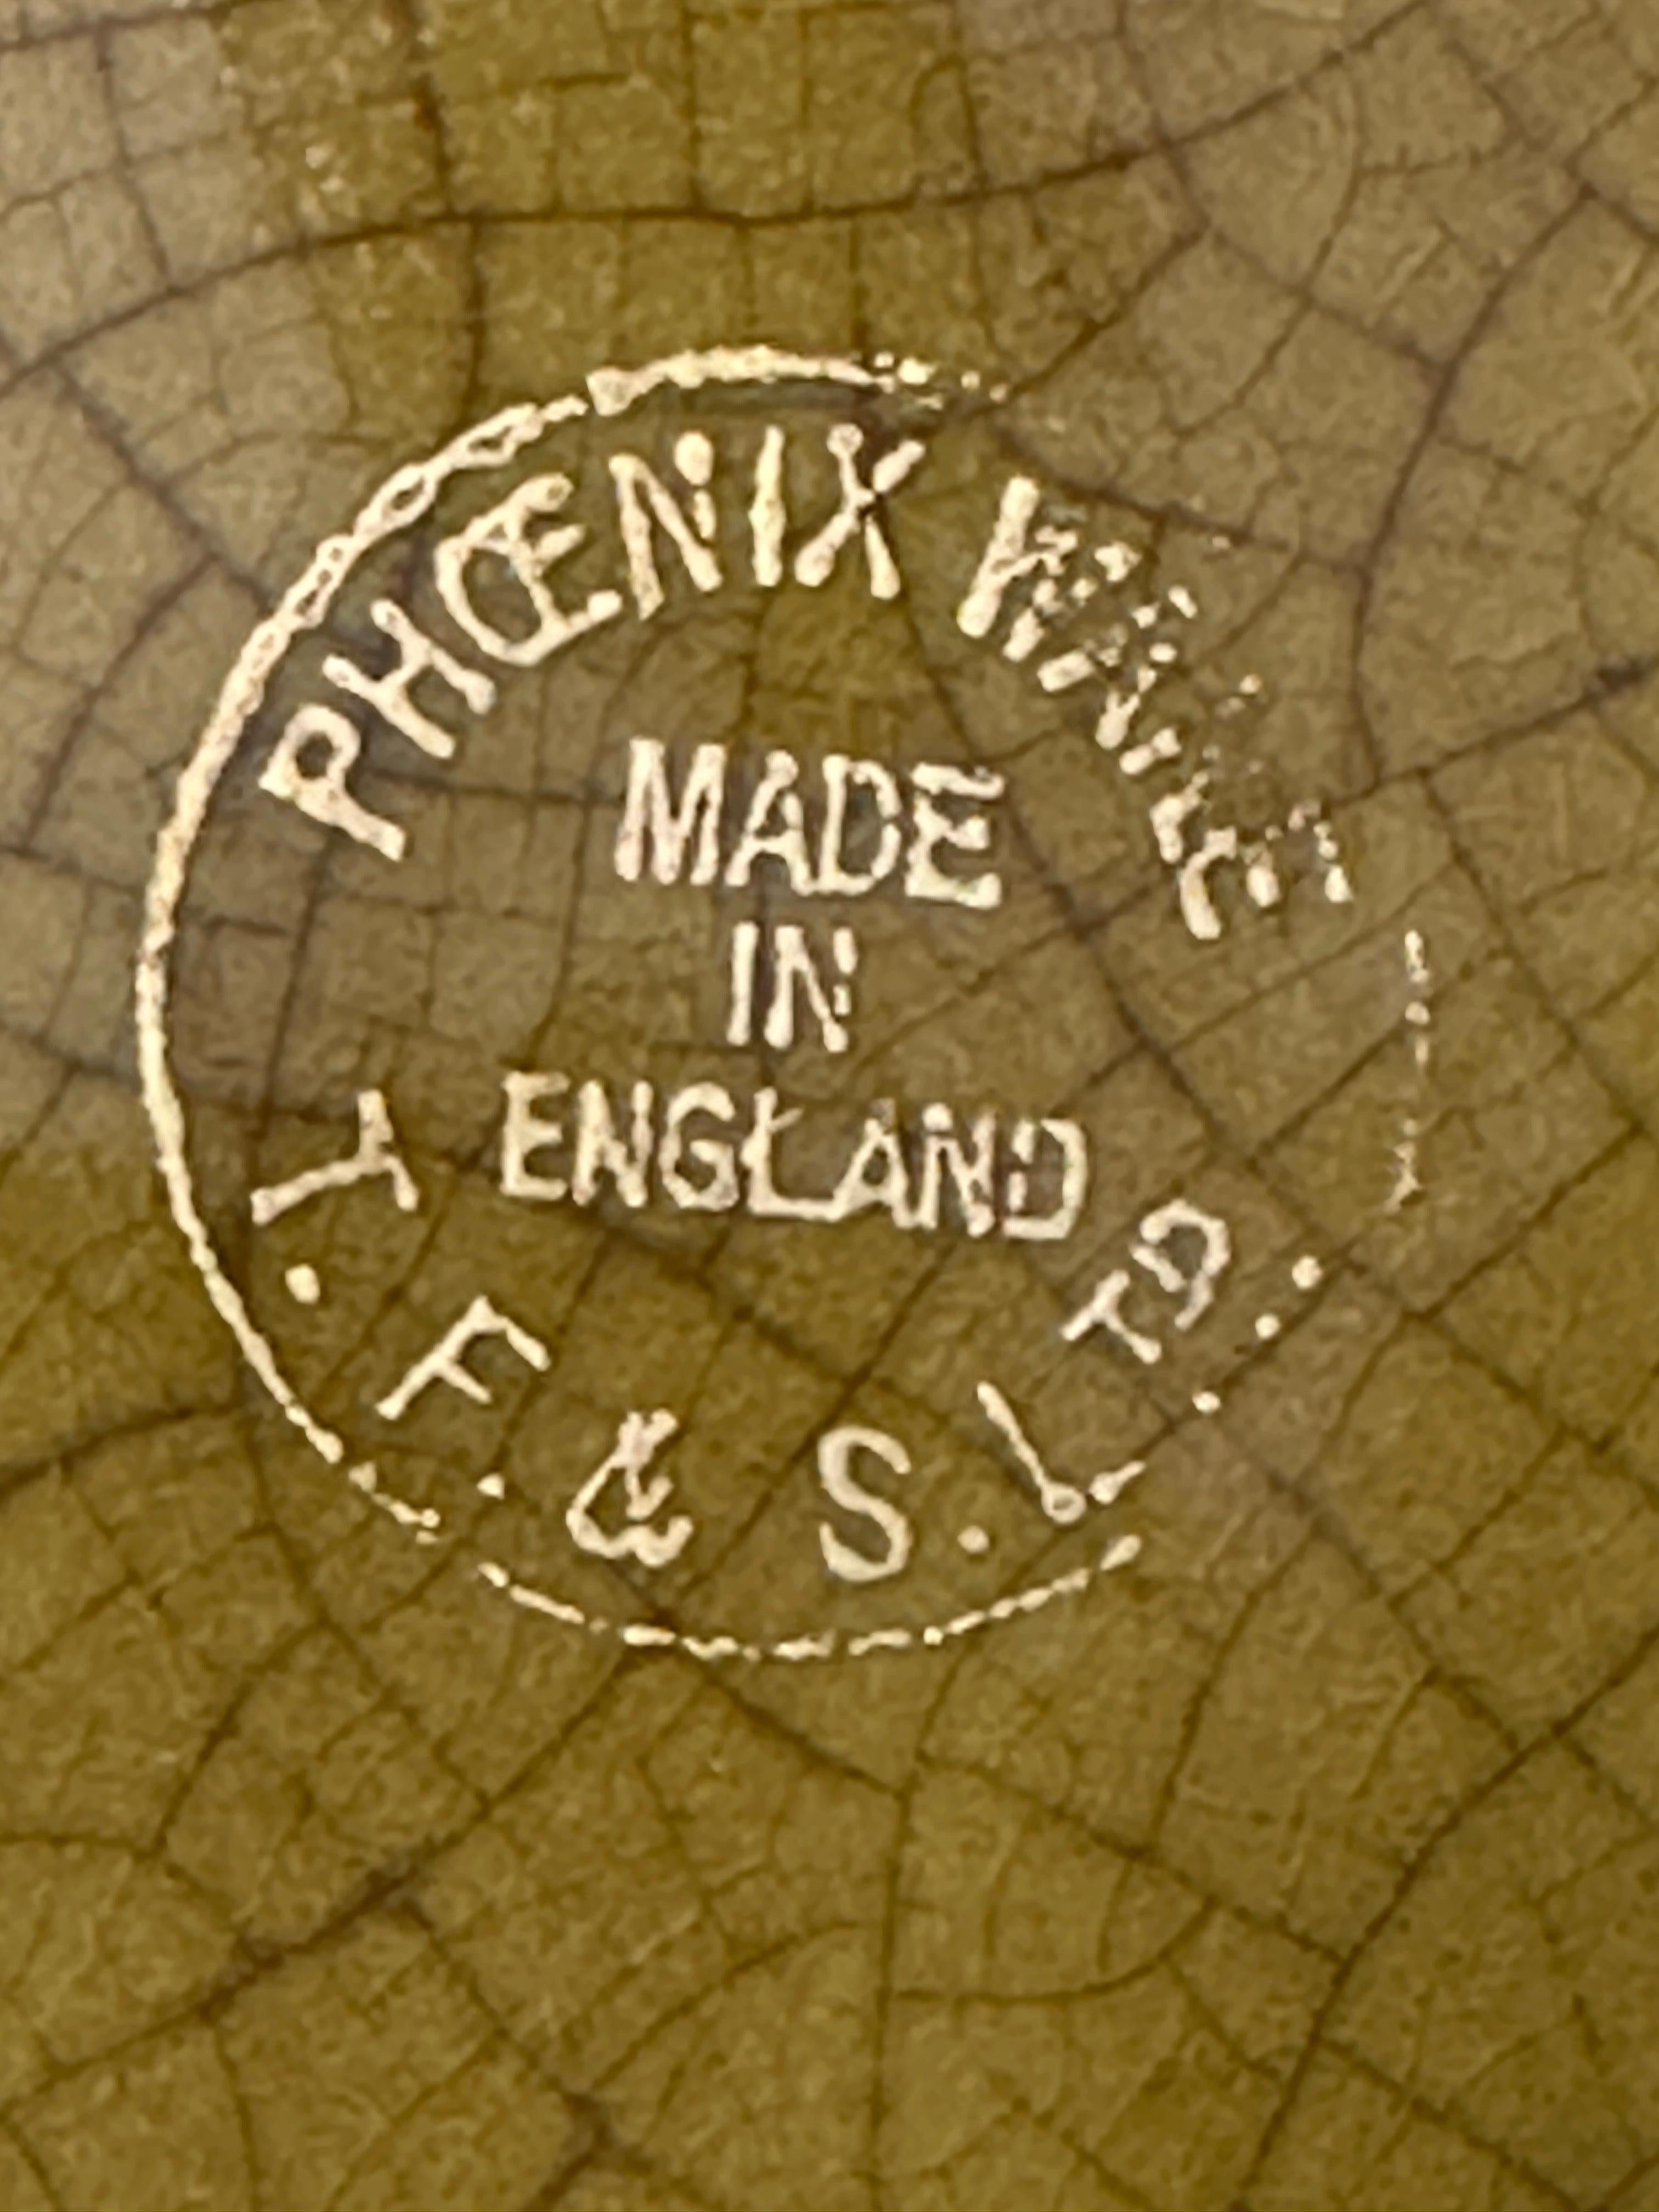 PHŒNIX WARE
MADE
IN
ENGLAND
T. F. & S. LTD.